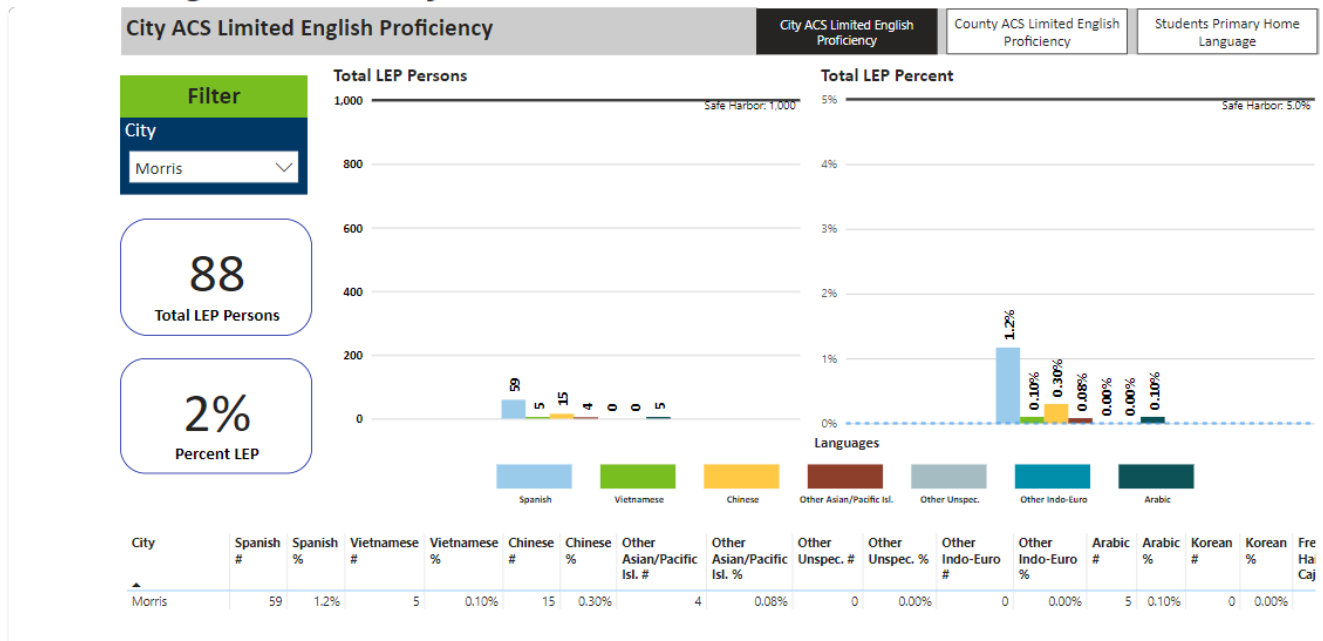 City ACS Limited English Proficiency
City ACS Limited English
Proficiency
County ACS Limited English
Proficiency
Students Primary Home
Language
Filter
City
Morris
88
Total LEP Persons
2%
Percent LEP
Total LEP Persons
1,000
Safe Harbor: 1,000
800
600
400
200
0
59
5
15
4
0
0
5
Total LEP Percent
5%
Safe Harbor: 5.0%
4%
3%
2%
1%
0%
1.2%
0.10%
0.30%
0.08%
0.00%
0.00%
0.10%
Languages
Spanish
Vietnamese
Chinese
Other Asian/Pacific Isl.
Other Unspec.
Other Indo-Euro
Arabic
City Spanish # Spanish % Vietnamese # Vietnamese % Chinese # Chinese % Other Asian/Pacific Isl. # Other Asian/Pacific Isl. % Other Unspec. # Other Unspec. % Other Indo-Euro # Other Indo-Euro % Arabic # Arabic % Korean # Korean % Fre Hai Caj
Morris 59 1.2% 5 0.10% 15 0.30% 4 0.08% 0 0.00% 0 0.00% 5 0.10% 0 0.00%